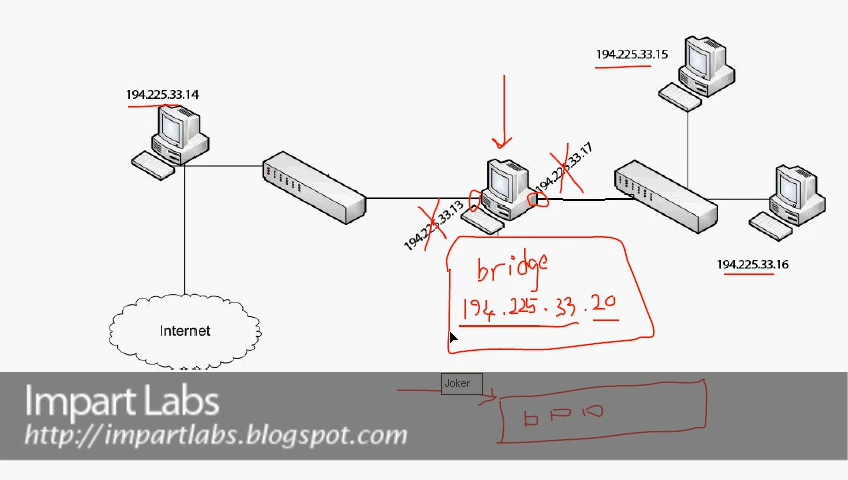 194.225.33.15
194.225.33.14
194.225.33.17
194.225.33.13
194.225.33.16
bridge
194.225.33.20
Internet
Joker
Impart Labs
http://impartlabs.blogspot.com